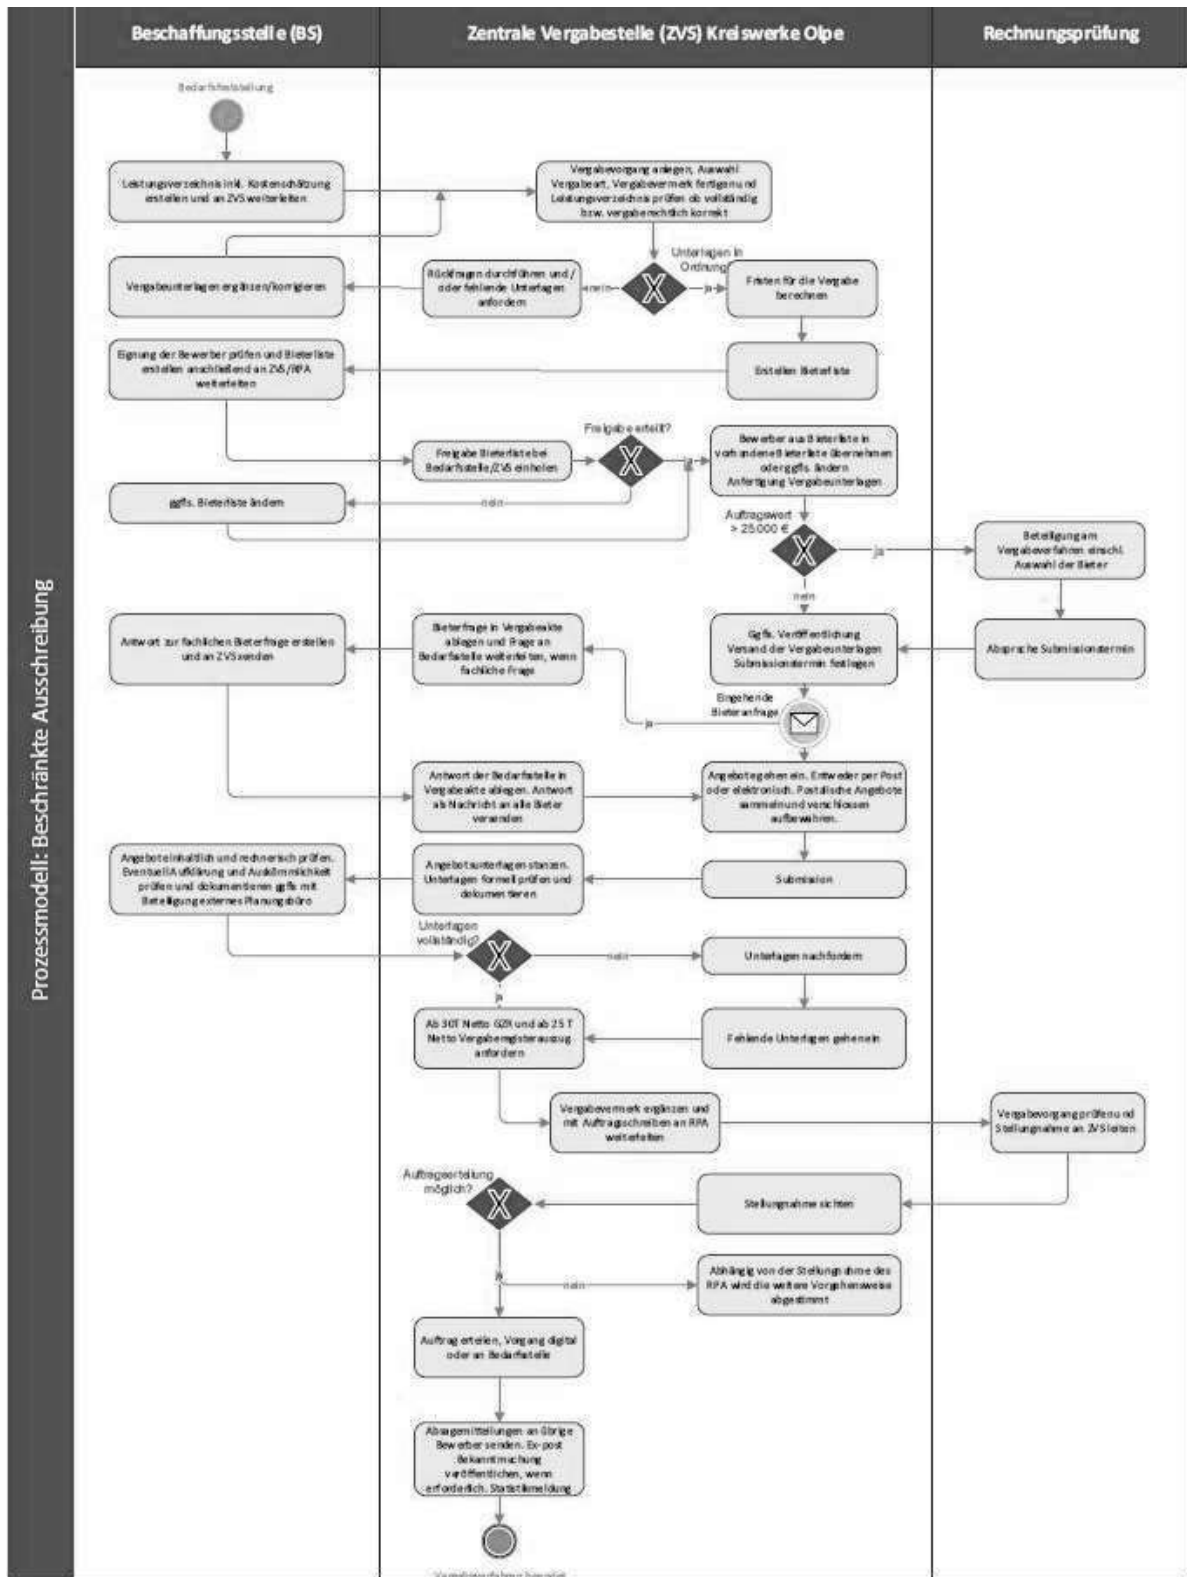 Prozessmodell: Beschränkte Ausschreibung
Beschaffungsstelle (BS)
Zentrale Vergabestelle (ZVS) Kreiswerke Olpe
Rechnungsprüfung
Bedarfsfeststellung
Leistungsverzeichnis inkl. Kostenschätzung
erstellen und an ZVS weiterleiten
Vergabevorgang anlegen, Auswahl
Vergabeart, Vergabevermerk fertigen und
Leistungsverzeichnis prüfen ob vollständig
bzw. vergaberechtlich korrekt
Unterlagen in
Ordnung
Vergabeunterlagen ergänzen/korrigieren
Rückfragen durchführen und /
oder fehlende Unterlagen
anfordern
nein
ja
Fristen für die Vergabe
berechnen
Eignung der Bewerber prüfen und Bieterliste
erstellen anschließend an ZVS/RPA
weiterleiten
Erstellen Bieterliste
Freigabe erteilt?
Freigabe Bieterliste bei
Bedarfsstelle/ZVS einholen
ja
Bewerber aus Bieterliste in
vorhandene Bieterliste übernehmen
oder ggfls. ändern
Anfertigung Vergabeunterlagen
nein
ggfls. Bieterliste ändern
Auftragswert
> 25.000 €
ja
Beteiligung am
Vergabeverfahren einschl.
Auswahl der Bieter
nein
Antwort zur fachlichen Bieterfrage erstellen
und an ZVS senden
Bieterfrage in Vergabeakte
ablegen und Frage an
Bedarfsstelle weiterleiten, wenn
fachliche Frage
Ggfls. Veröffentlichung
Versand der Vergabeunterlagen
Submissionstermin festlegen
Absprache Submissionstermin
Eingehende
Bieteranfrage
ja
Antwort der Bedarfsstelle in
Vergabeakte ablegen. Antwort
als Nachricht an alle Bieter
versenden
Angebote gehen ein. Entweder per Post
oder elektronisch. Postalische Angebote
sammeln und verschlossen
aufbewahren.
Angebote inhaltlich und rechnerisch prüfen.
Eventuell Aufklärung und Auskömmlichkeit
prüfen und dokumentieren ggfls mit
Beteiligung externes Planungsbüro
Angebotsunterlagen stanzen.
Unterlagen formell prüfen und
dokumentieren
Submission
Unterlagen
vollständig?
nein
Unterlagen nachfordern
ja
Ab 30T Netto GZR und ab 25 T
Netto Vergaberegisterauszug
anfordern
Fehlende Unterlagen gehen ein
Vergabevermerk ergänzen und
mit Auftragsschreiben an RPA
weiterleiten
Vergabevorgang prüfen und
Stellungnahme an ZVS leiten
Auftragserteilung
möglich?
Stellungnahme sichten
ja
nein
Abhängig von der Stellungnahme des
RPA wird die weitere Vorgehensweise
abgestimmt
Auftrag erteilen, Vorgang digital
oder an Bedarfsstelle
Absagemitteilungen an übrige
Bewerber senden. Ex-post
Bekanntmachung
veröffentlichen, wenn
erforderlich. Statistikmeldung